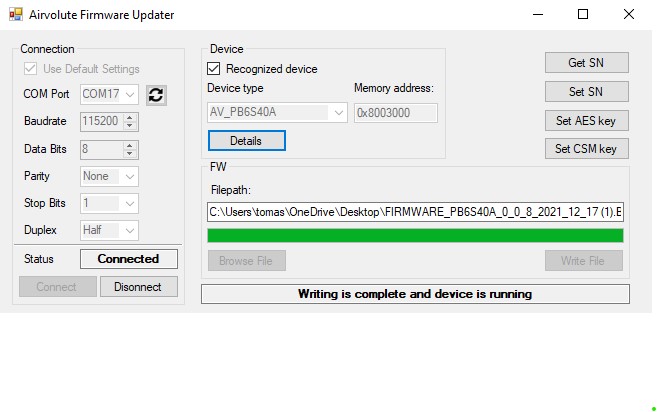 Airvolute Firmware Updater
Connection
Use Default Settings
COM Port COM17
Baudrate 115200
Data Bits 8
Parity None
Stop Bits 1
Duplex Half
Status Connected
Connect Disonnect
Device
Recognized device
Device type Memory address:
AV_PB6S40A 0x8003000
Details
Get SN
Set SN
Set AES key
Set CSM key
FW
Filepath:
C:\Users\tomas\OneDrive\Desktop\FIRMWARE_PB6S40A_0_0_8_2021_12_17 (1).E
Browse File Write File
Writing is complete and device is running